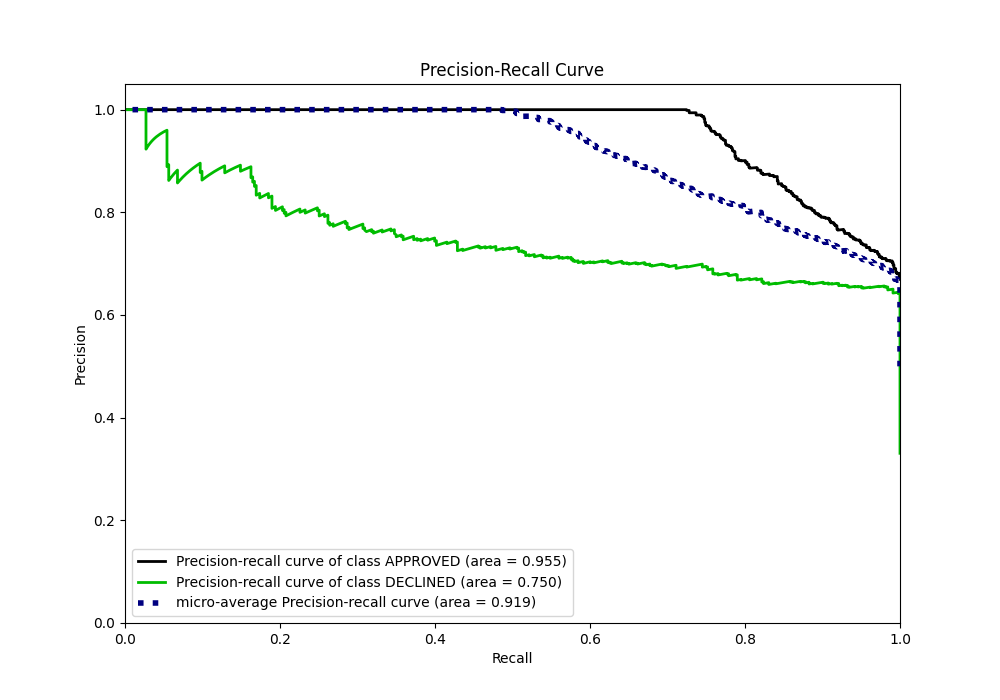 Precision-Recall Curve
1.0
0.8
0.6
0.4
0.2
0.0
Precision
Precision-recall curve of class APPROVED (area = 0.955)
Precision-recall curve of class DECLINED (area = 0.750)
micro-average Precision-recall curve (area = 0.919)
0.0 0.2 0.4 0.6 0.8 1.0
Recall